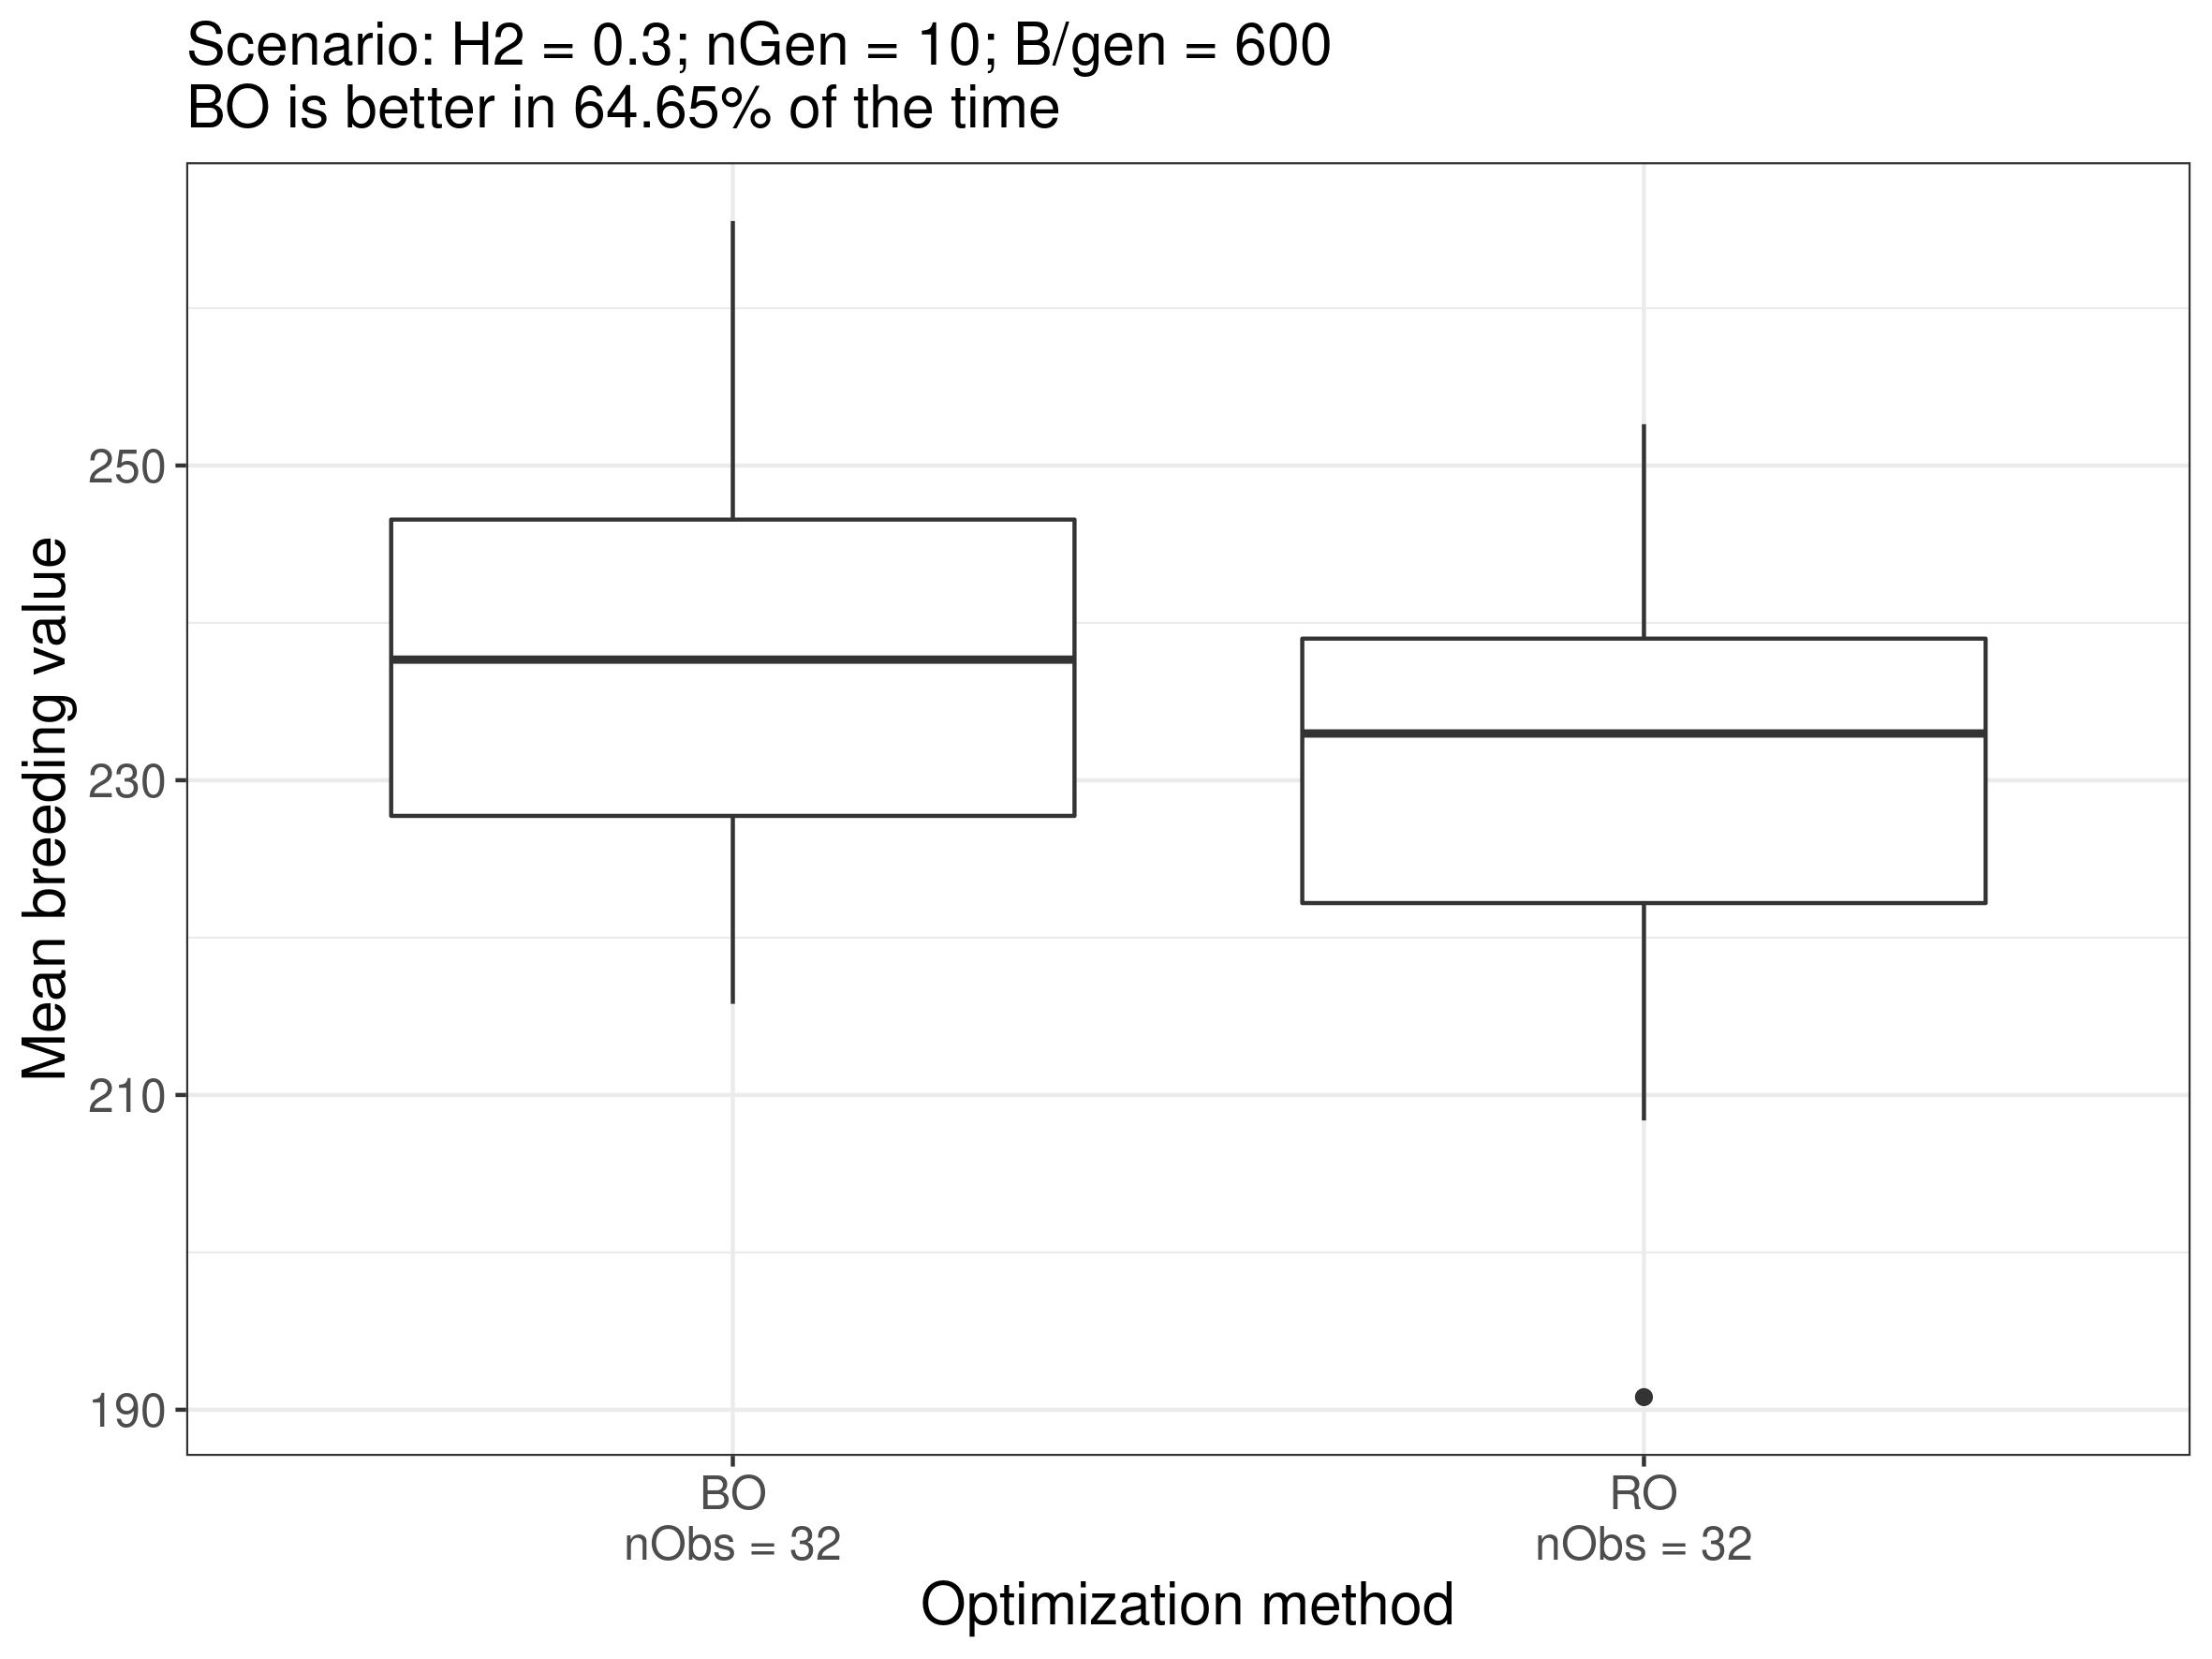 Scenario: H2 = 0.3; nGen = 10; B/gen = 600
BO is better in 64.65% of the time
Mean breeding value
250
230
210
190
BO
nObs = 32
RO
nObs = 32
Optimization method